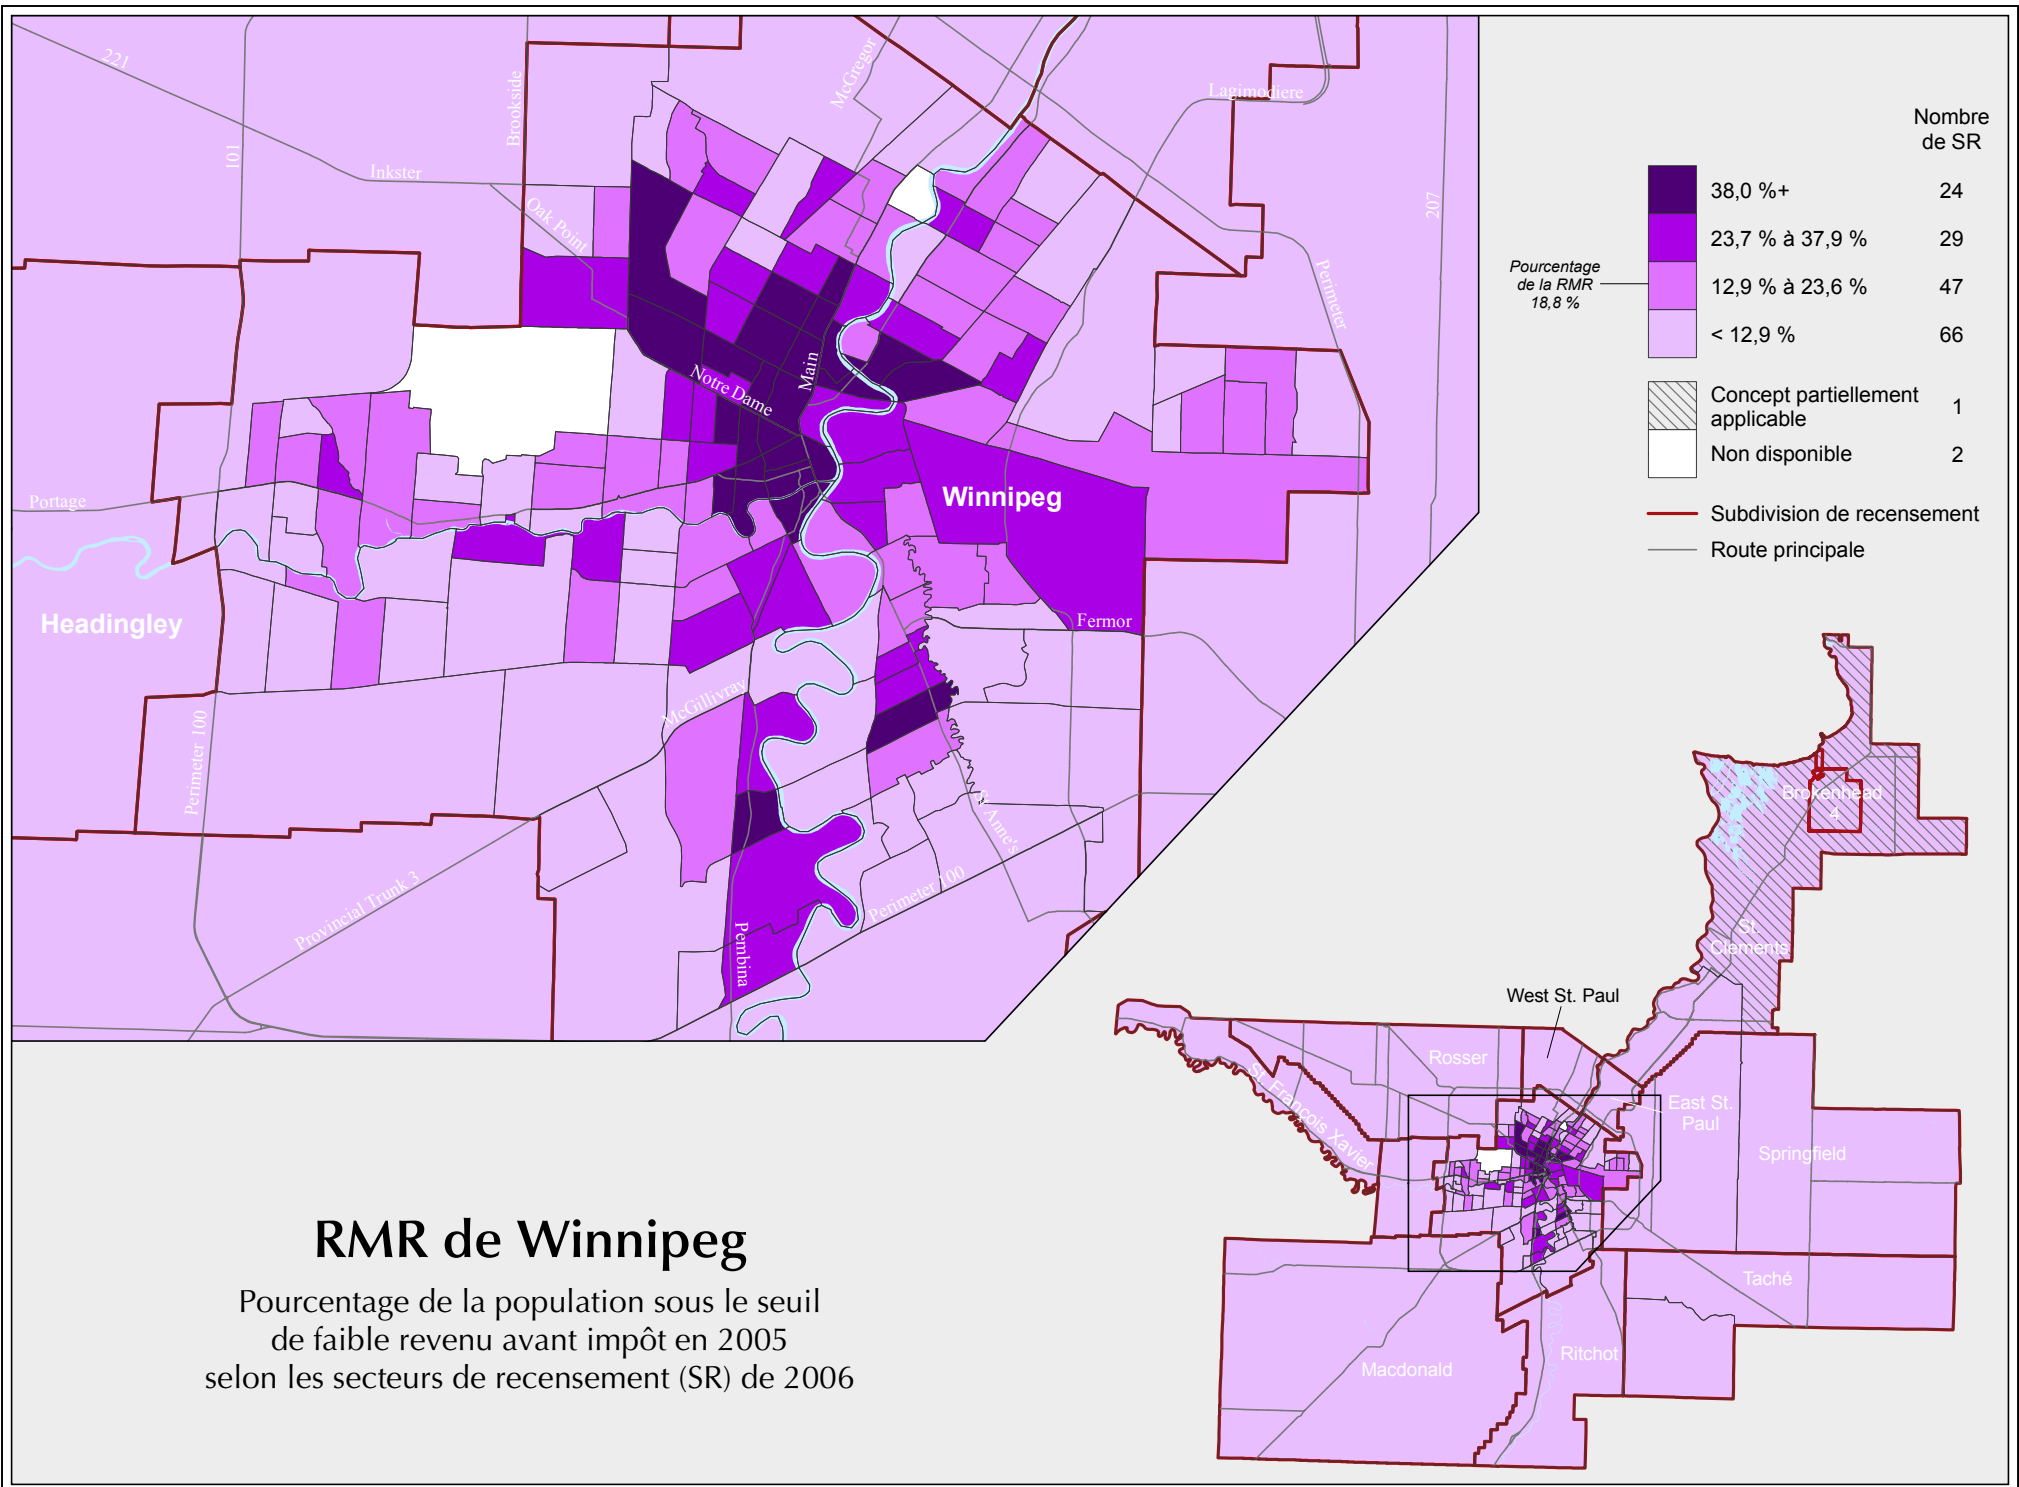 221
Brookside
McGregor
Lagimodiere
101
Inkster
Oak Point
207
Perimeter
Main
Notre Dame
Portage
Winnipeg
Headingley
Fermor
McGillivray
Perimeter 100
St Anne's
Provincial Trunk 3
Perimeter 100
Pembina
Nombre
de SR
38,0 %+ 24
23,7 % à 37,9 % 29
12,9 % à 23,6 % 47
< 12,9 % 66
Pourcentage
de la RMR
18,8 %
Concept partiellement
applicable 1
Non disponible 2
Subdivision de recensement
Route principale
Brokenhead
4
St.
Clements
West St. Paul
Rosser
St. François Xavier
East St.
Paul
Springfield
Taché
Ritchot
Macdonald
RMR de Winnipeg
Pourcentage de la population sous le seuil
de faible revenu avant impôt en 2005
selon les secteurs de recensement (SR) de 2006